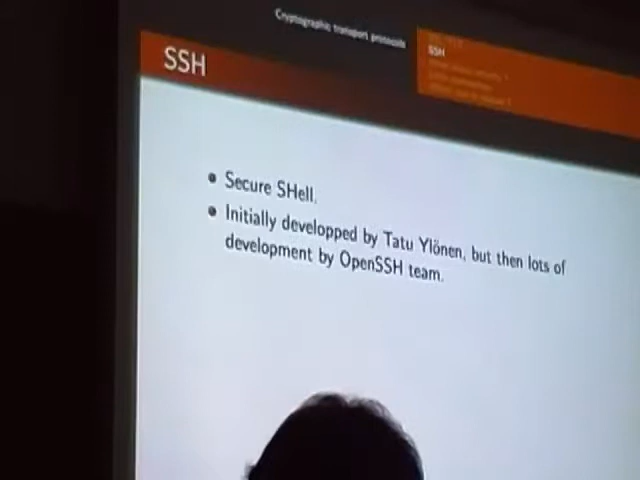 Cryptographic transport protocols
SSH
SSH
Secure SHell.
Initially developped by Tatu Ylönen, but then lots of
development by OpenSSH team.